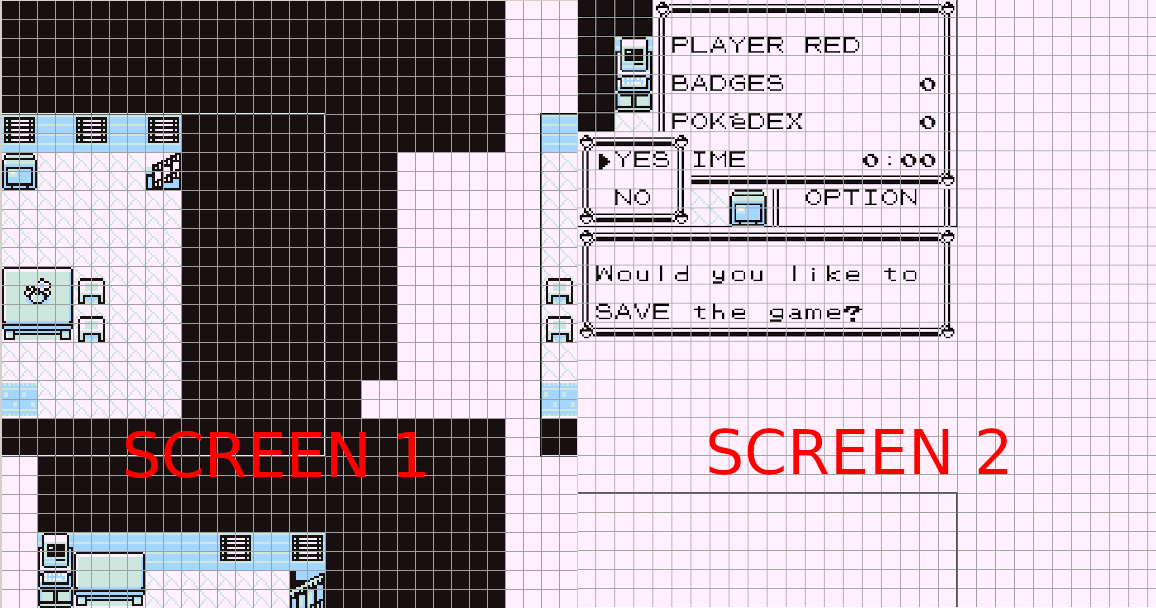 PLAYER RED
BADGES 0
POKéDEX 0
IME 0:00
▶YES
NO
OPTION
Would you like to
SAVE the game?
SCREEN 1
SCREEN 2